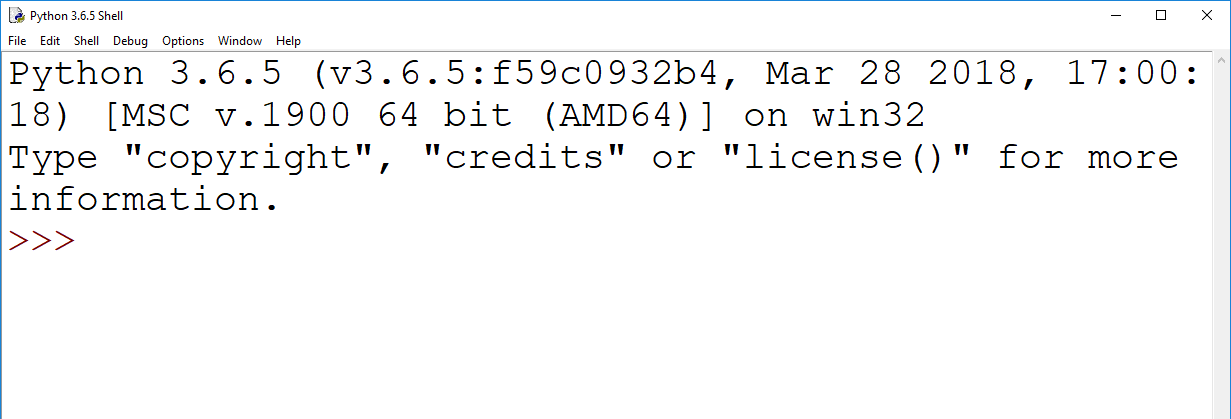 Python 3.6.5 Shell
File Edit Shell Debug Options Window Help
Python 3.6.5 (v3.6.5:f59c0932b4, Mar 28 2018, 17:00:
18) [MSC v.1900 64 bit (AMD64)] on win32
Type "copyright", "credits" or "license()" for more
information.
>>>